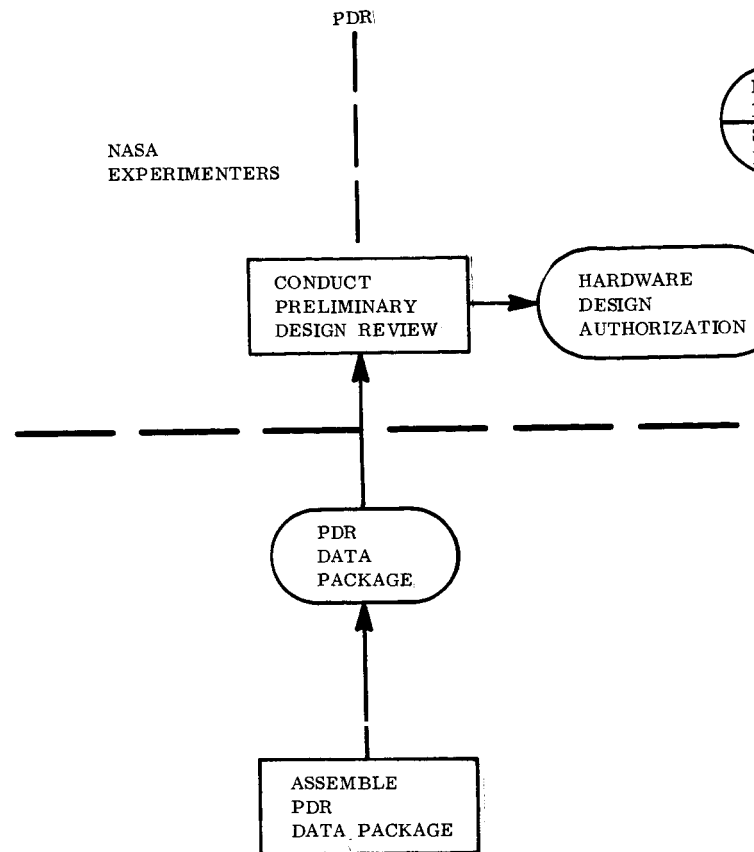 PDR
NASA
EXPERIMENTERS
CONDUCT
PRELIMINARY
DESIGN REVIEW
HARDWARE
DESIGN
AUTHORIZATION
PDR
DATA
PACKAGE
ASSEMBLE
PDR
DATA PACKAGE